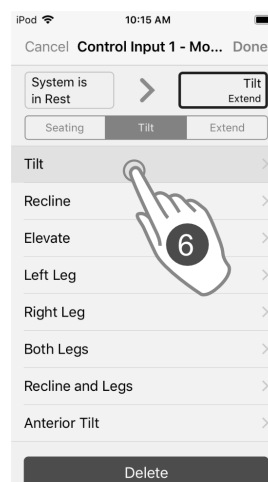 iPod 10:15 AM
Cancel Control Input 1 - Mo... Done
System is
in Rest
Tilt
Extend
Seating Tilt Extend
Tilt
Recline
6
Elevate
Left Leg
Right Leg
Both Legs
Recline and Legs
Anterior Tilt
Delete